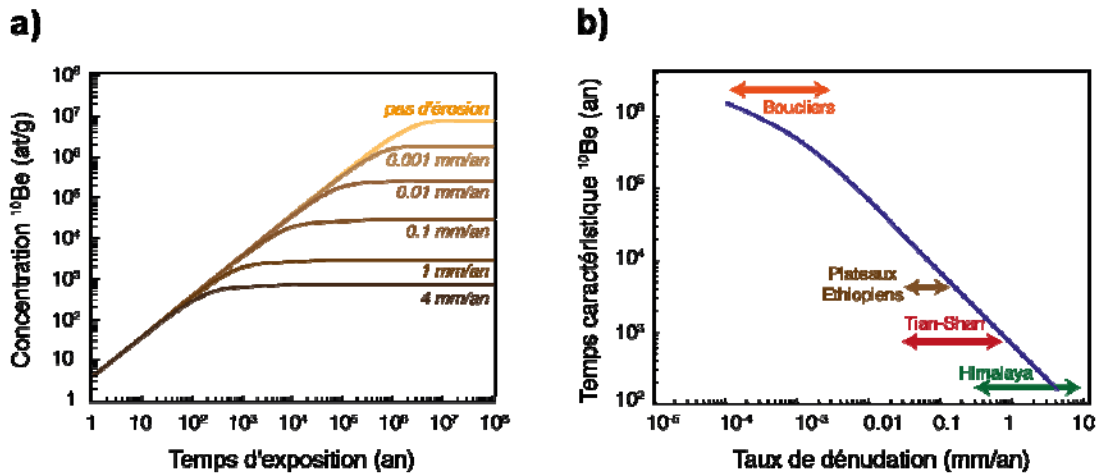 a)
Concentration ¹⁰Be (at/g)
10⁸
10⁷
10⁶
10⁵
10⁴
10³
10²
10
1
pas d'érosion
0.001 mm/an
0.01 mm/an
0.1 mm/an
1 mm/an
4 mm/an
1
10
10²
10³
10⁴
10⁵
10⁶
10⁷
10⁸
Temps d'exposition (an)
b)
Temps caractéristique ¹⁰Be (an)
10⁶
10⁵
10⁴
10³
10²
Boucliers
Plateaux
Ethiopiens
Tian-Shan
Himalaya
10⁻⁵
10⁻⁴
10⁻³
0.01
0.1
1
10
Taux de dénudation (mm/an)